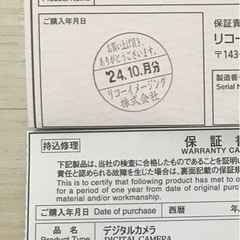 Product Name
ご購入年月日
お買い上げ頂き
ありがとうございます。
'24.10.月分
リコーイメージング
株式会社
保証責
リコー
〒143-
製造番
Serial N
持込修理
保証
WARRANTY CA
下記製品は、当社の検査に合格したものであることを証明い
責任と認められる故障を生じた場合は、裏面記載の保証規
This is to certify that following product has met to ou
for a period of one year from date of original purc
material and/or workmanship.
ご購入年月日 Date of purchase 西暦 年
品名 デジタルカメラ
Product Type DIGITAL CAMERA